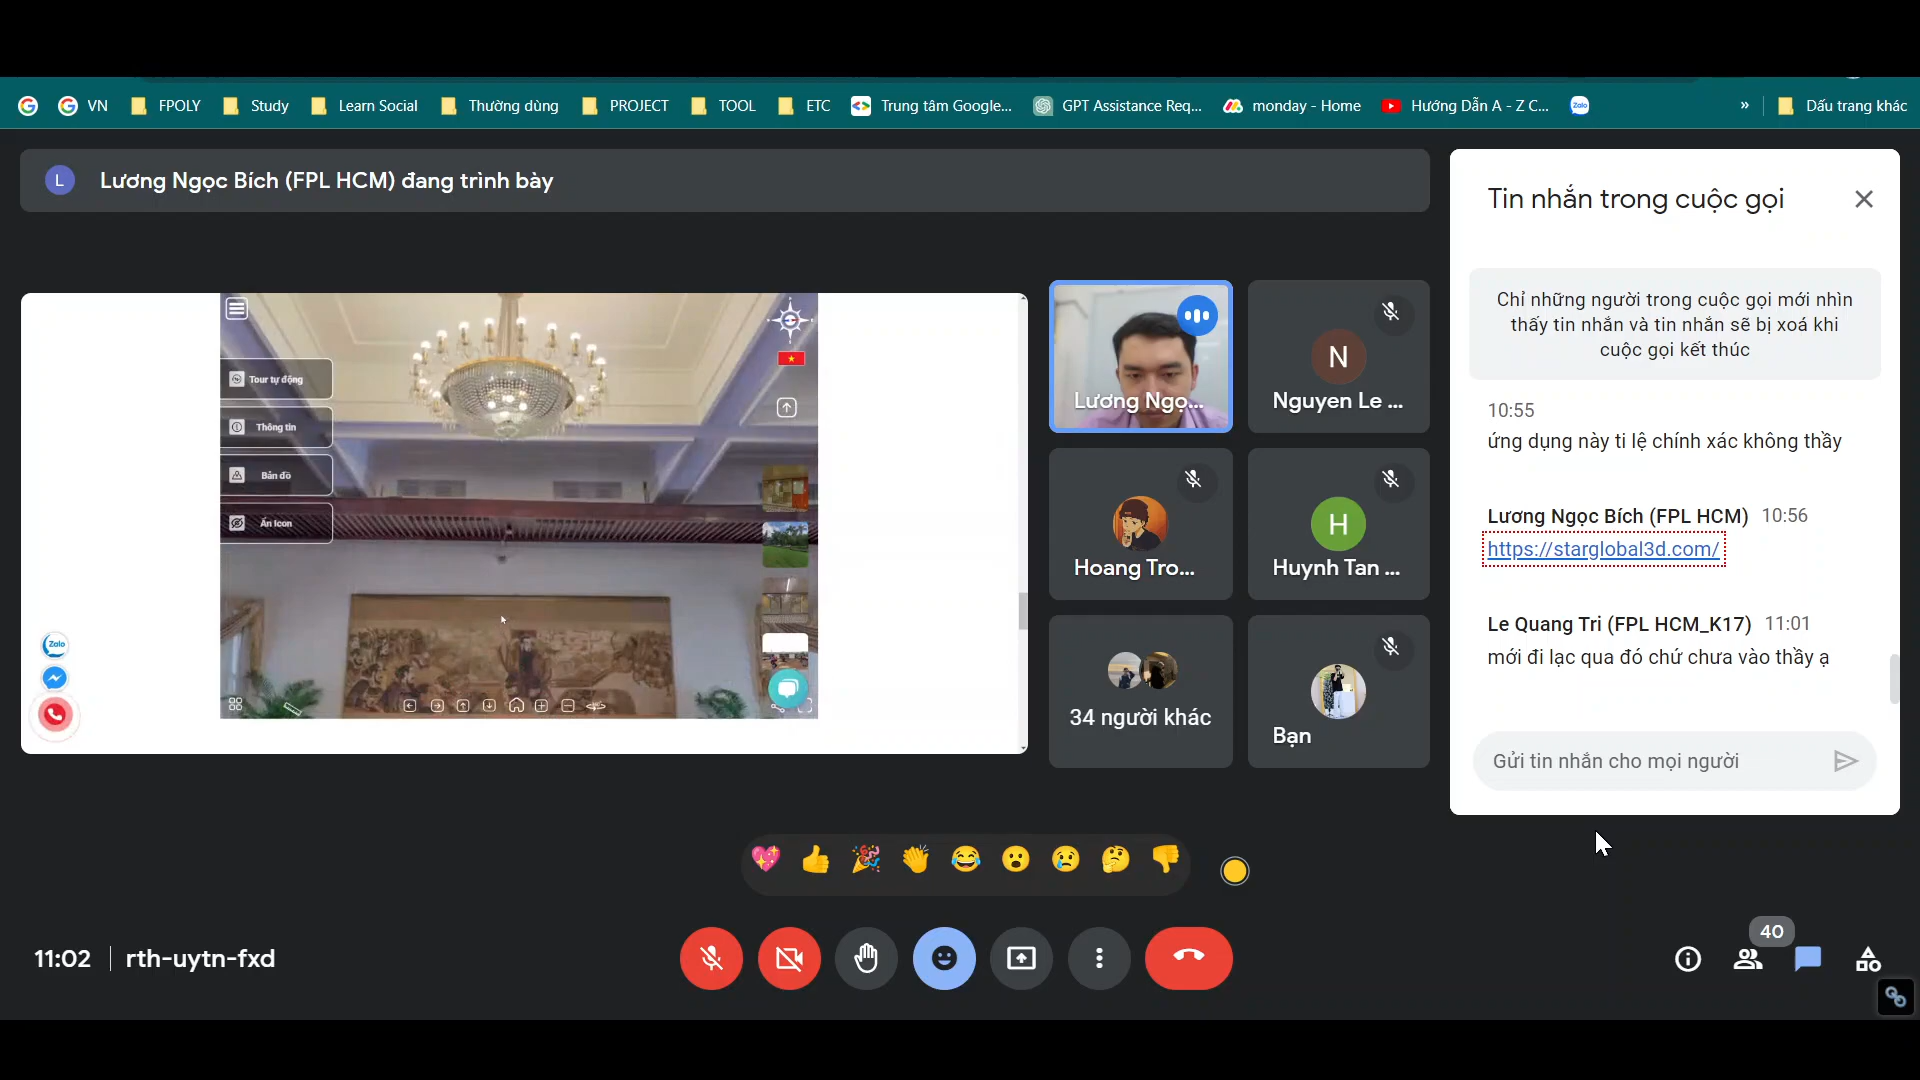 VN
FPOLY
Study
Learn Social
Thường dùng
PROJECT
TOOL
ETC
Trung tâm Google...
GPT Assistance Req...
monday - Home
Hướng Dẫn A - Z C...
Zalo
»
Dấu trang khác
L
Lương Ngọc Bích (FPL HCM) đang trình bày
Tour tự động
Thông tin
Bản đồ
Ẩn Icon
Zalo
Lương Ngọ...
N
Nguyen Le ...
Hoang Tro...
H
Huynh Tan ...
34 người khác
Bạn
Tin nhắn trong cuộc gọi
Chỉ những người trong cuộc gọi mới nhìn
thấy tin nhắn và tin nhắn sẽ bị xoá khi
cuộc gọi kết thúc
10:55
ứng dụng này ti lệ chính xác không thầy
Lương Ngọc Bích (FPL HCM) 10:56
https://starglobal3d.com/
Le Quang Tri (FPL HCM_K17) 11:01
mới đi lạc qua đó chứ chưa vào thầy ạ
Gửi tin nhắn cho mọi người
11:02 | rth-uytn-fxd
40